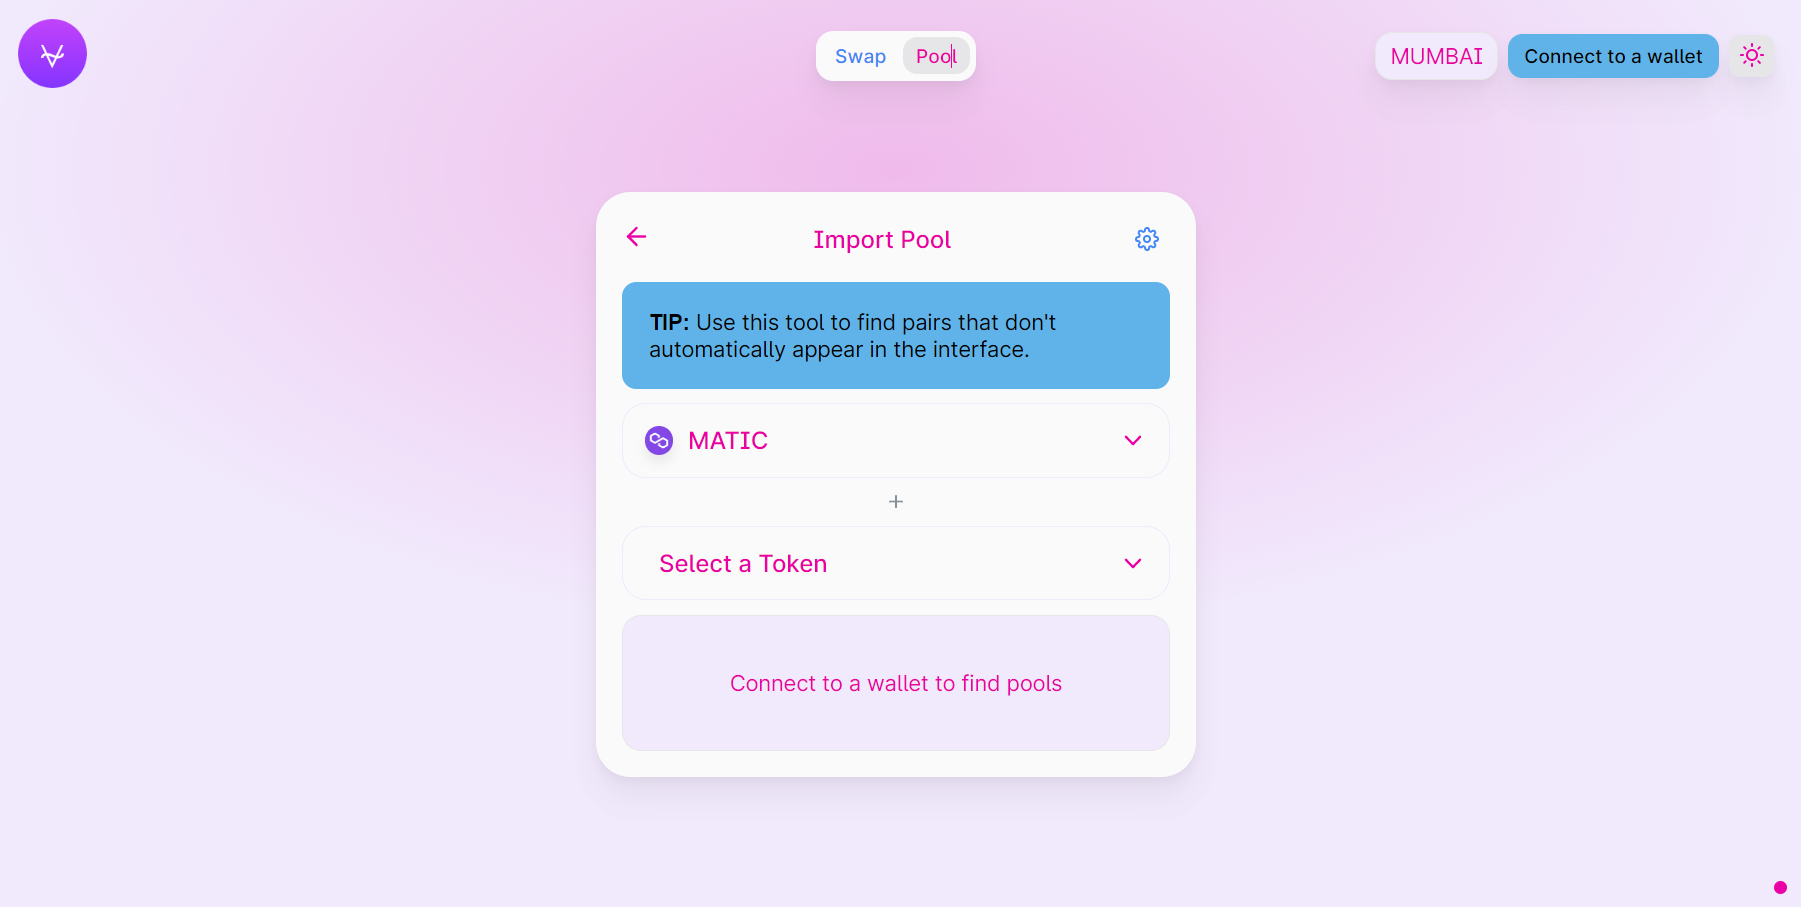 Swap
Pool
MUMBAI
Connect to a wallet
Import Pool
TIP: Use this tool to find pairs that don't
automatically appear in the interface.
MATIC
+
Select a Token
Connect to a wallet to find pools